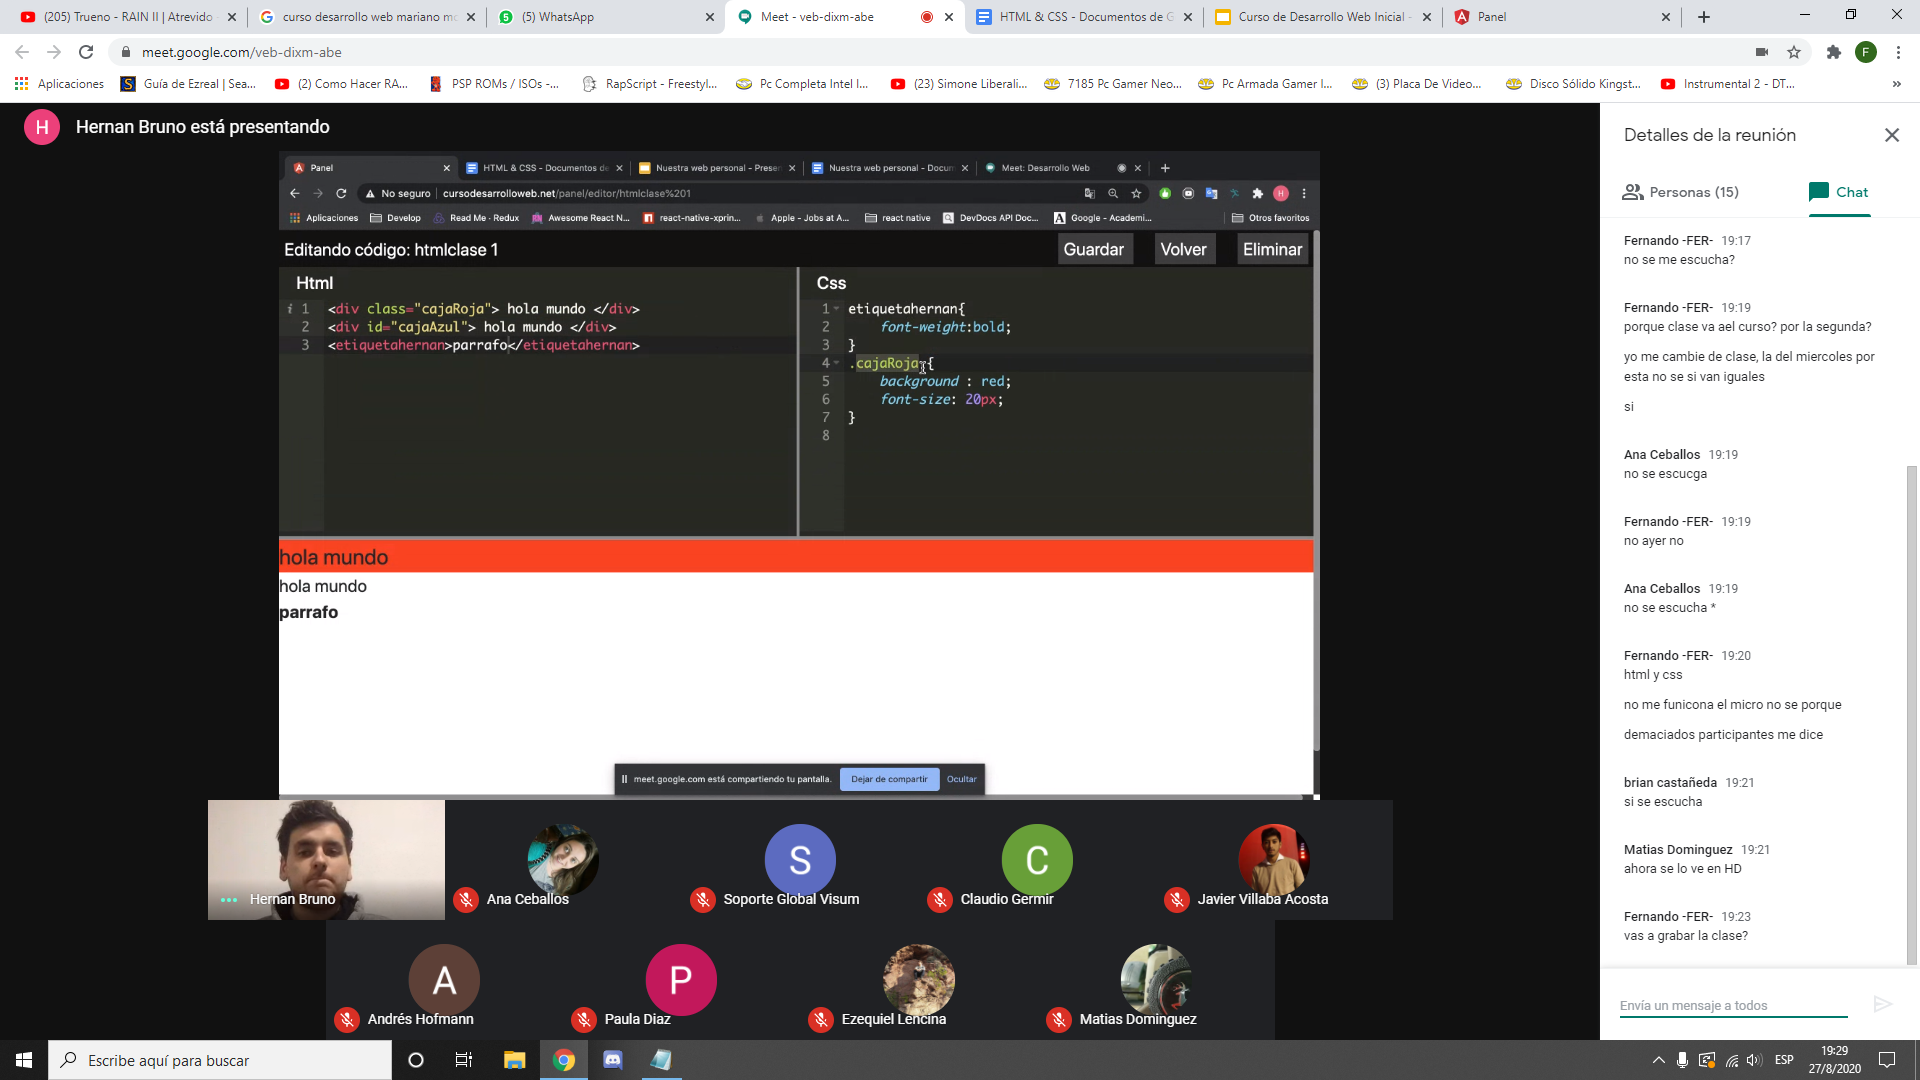 (205) Trueno - RAIN II | Atrevido
curso desarrollo web mariano mo
(5) WhatsApp
Meet - veb-dixm-abe
HTML & CSS - Documentos de G
Curso de Desarrollo Web Inicial -
Panel
meet.google.com/veb-dixm-abe
F
Aplicaciones
Guía de Ezreal | Sea...
(2) Como Hacer RA...
PSP ROMs / ISOs -...
RapScript - Freestyl...
Pc Completa Intel I...
(23) Simone Liberali...
7185 Pc Gamer Neo...
Pc Armada Gamer I...
(3) Placa De Video...
Disco Sólido Kingst...
Instrumental 2 - DT...
H
Hernan Bruno está presentando
Panel
HTML & CSS - Documentos de
Nuestra web personal - Presen
Nuestra web personal - Docum
Meet: Desarrollo Web
No seguro
cursodesarrolloweb.net/panel/editor/htmlclase%201
H
Aplicaciones
Develop
Read Me · Redux
Awesome React N...
react-native-xprin...
Apple - Jobs at A...
react native
DevDocs API Doc...
Google - Academi...
Otros favoritos
Editando código: htmlclase 1
Guardar
Volver
Eliminar
Html
i 1 <div class="cajaRoja"> hola mundo </div>
2 <div id="cajaAzul"> hola mundo </div>
3 <etiquetahernan>parrafo</etiquetahernan>
Css
1 etiquetahernan{
2 font-weight:bold;
3 }
4 .cajaRoja {
5 background : red;
6 font-size: 20px;
7 }
8
hola mundo
hola mundo
parrafo
meet.google.com está compartiendo tu pantalla.
Dejar de compartir
Ocultar
Hernan Bruno
Ana Ceballos
S
Soporte Global Visum
C
Claudio Germir
Javier Villaba Acosta
A
Andrés Hofmann
P
Paula Diaz
Ezequiel Lencina
Matias Dominguez
Detalles de la reunión
Personas (15)
Chat
Fernando -FER- 19:17
no se me escucha?
Fernando -FER- 19:19
porque clase va ael curso? por la segunda?
yo me cambie de clase, la del miercoles por
esta no se si van iguales
si
Ana Ceballos 19:19
no se escucga
Fernando -FER- 19:19
no ayer no
Ana Ceballos 19:19
no se escucha *
Fernando -FER- 19:20
html y css
no me funicona el micro no se porque
demaciados participantes me dice
brian castañeda 19:21
si se escucha
Matias Dominguez 19:21
ahora se lo ve en HD
Fernando -FER- 19:23
vas a grabar la clase?
Envía un mensaje a todos
Escribe aquí para buscar
ESP
19:29
27/8/2020